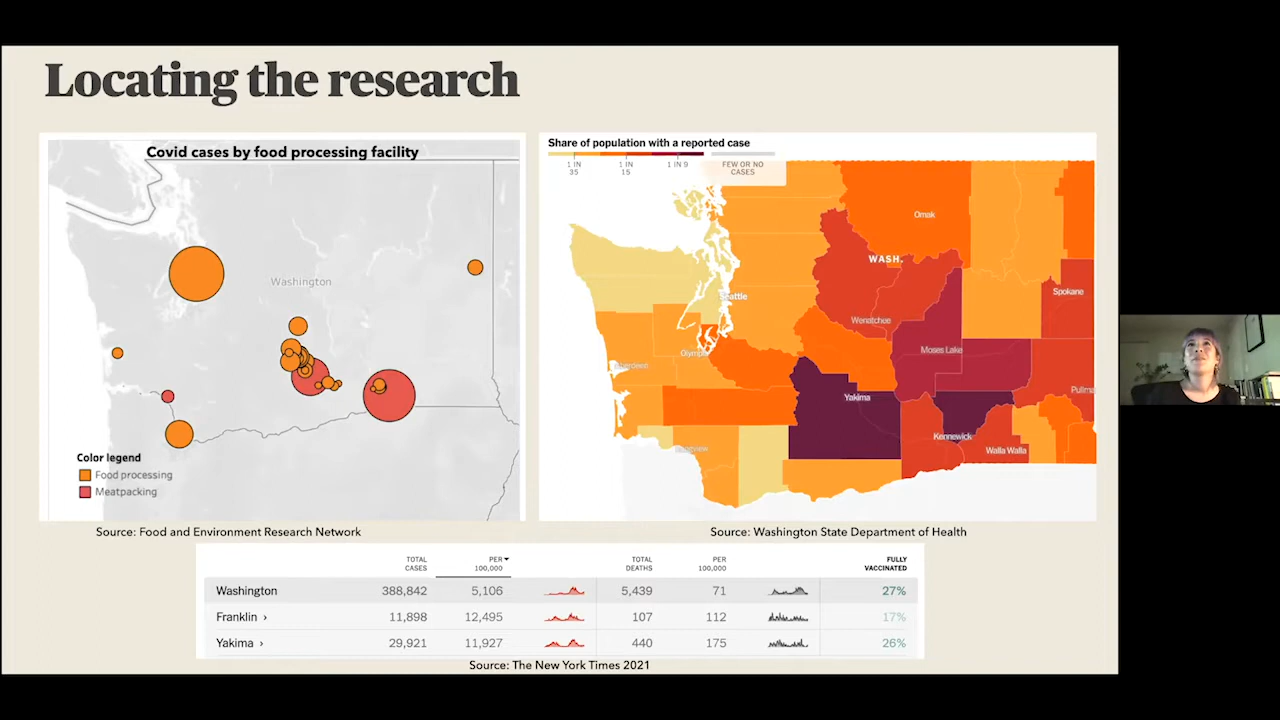 Locating the research
Covid cases by food processing facility
Washington
Color legend
Food processing
Meatpacking
Source: Food and Environment Research Network
Share of population with a reported case
1 IN
35
1 IN
15
1 IN 9
FEW OR NO
CASES
Omak
WASH.
Seattle
Spokane
Wenatchee
Moses Lake
Olympia
Aberdeen
Yakima
Pullma
Kennewick
Walla Walla
Longview
Source: Washington State Department of Health
TOTAL CASES PER 100,000 TOTAL DEATHS PER 100,000 FULLY VACCINATED
Washington 388,842 5,106 5,439 71 27%
Franklin › 11,898 12,495 107 112 17%
Yakima › 29,921 11,927 440 175 26%
Source: The New York Times 2021